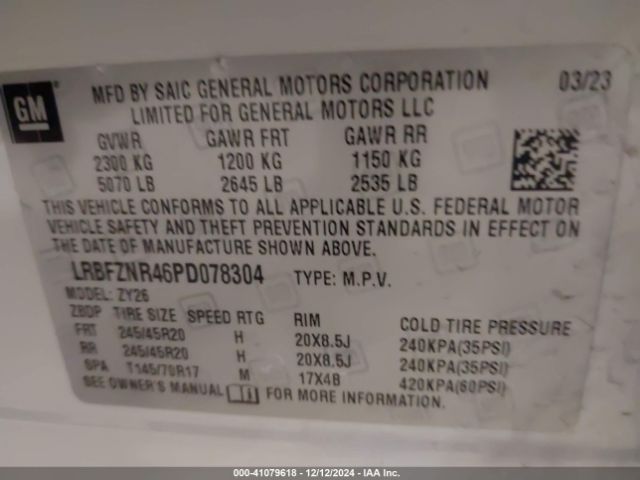 GM
MFD BY SAIC GENERAL MOTORS CORPORATION 03/23
LIMITED FOR GENERAL MOTORS LLC
GVWR GAWR FRT GAWR RR
2300 KG 1200 KG 1150 KG
5070 LB 2645 LB 2535 LB
THIS VEHICLE CONFORMS TO ALL APPLICABLE U.S. FEDERAL MOTOR
VEHICLE SAFETY AND THEFT PREVENTION STANDARDS IN EFFECT ON
THE DATE OF MANUFACTURE SHOWN ABOVE.
LRBFZNR46PD078304 TYPE: M.P.V.
MODEL: ZY26
ZBDP TIRE SIZE SPEED RTG RIM COLD TIRE PRESSURE
FRT 245/45R20 H 20X8.5J 240KPA(35PSI)
RR 245/45R20 H 20X8.5J 240KPA(35PSI)
SPA T145/70R17 M 17X4B 420KPA(60PSI)
SEE OWNER'S MANUAL FOR MORE INFORMATION.
000-41079618 - 12/12/2024 - IAAI, Inc.